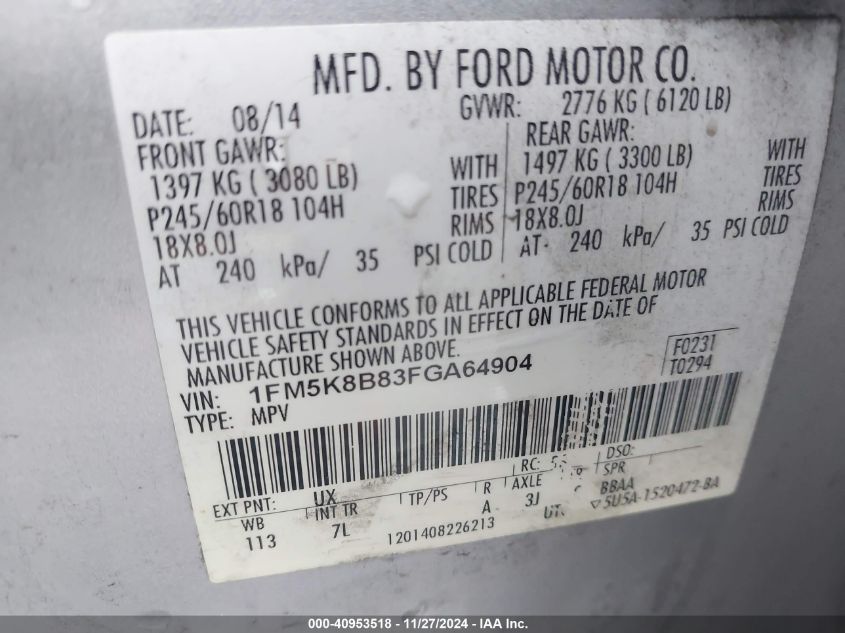 MFD. BY FORD MOTOR CO.
DATE: 08/14 GVWR: 2776 KG ( 6120 LB)
FRONT GAWR: REAR GAWR:
1397 KG ( 3080 LB) WITH 1497 KG ( 3300 LB) WITH
P245/60R18 104H TIRES P245/60R18 104H TIRES
18X8.0J RIMS 18X8.0J RIMS
AT 240 kPa/ 35 PSI COLD AT 240 kPa/ 35 PSI COLD
THIS VEHICLE CONFORMS TO ALL APPLICABLE FEDERAL MOTOR
VEHICLE SAFETY STANDARDS IN EFFECT ON THE DATE OF
MANUFACTURE SHOWN ABOVE.
F0231
VIN: 1FM5K8B83FGA64904 T0294
TYPE: MPV
EXT PNT: UX RC: DSO:
WB INT TR TP/PS R AXLE SPR
113 7L A 3J BBAA
1201408226213 ▽5U5A-1520472-BA
000-40953518 - 11/27/2024 - IAA Inc.